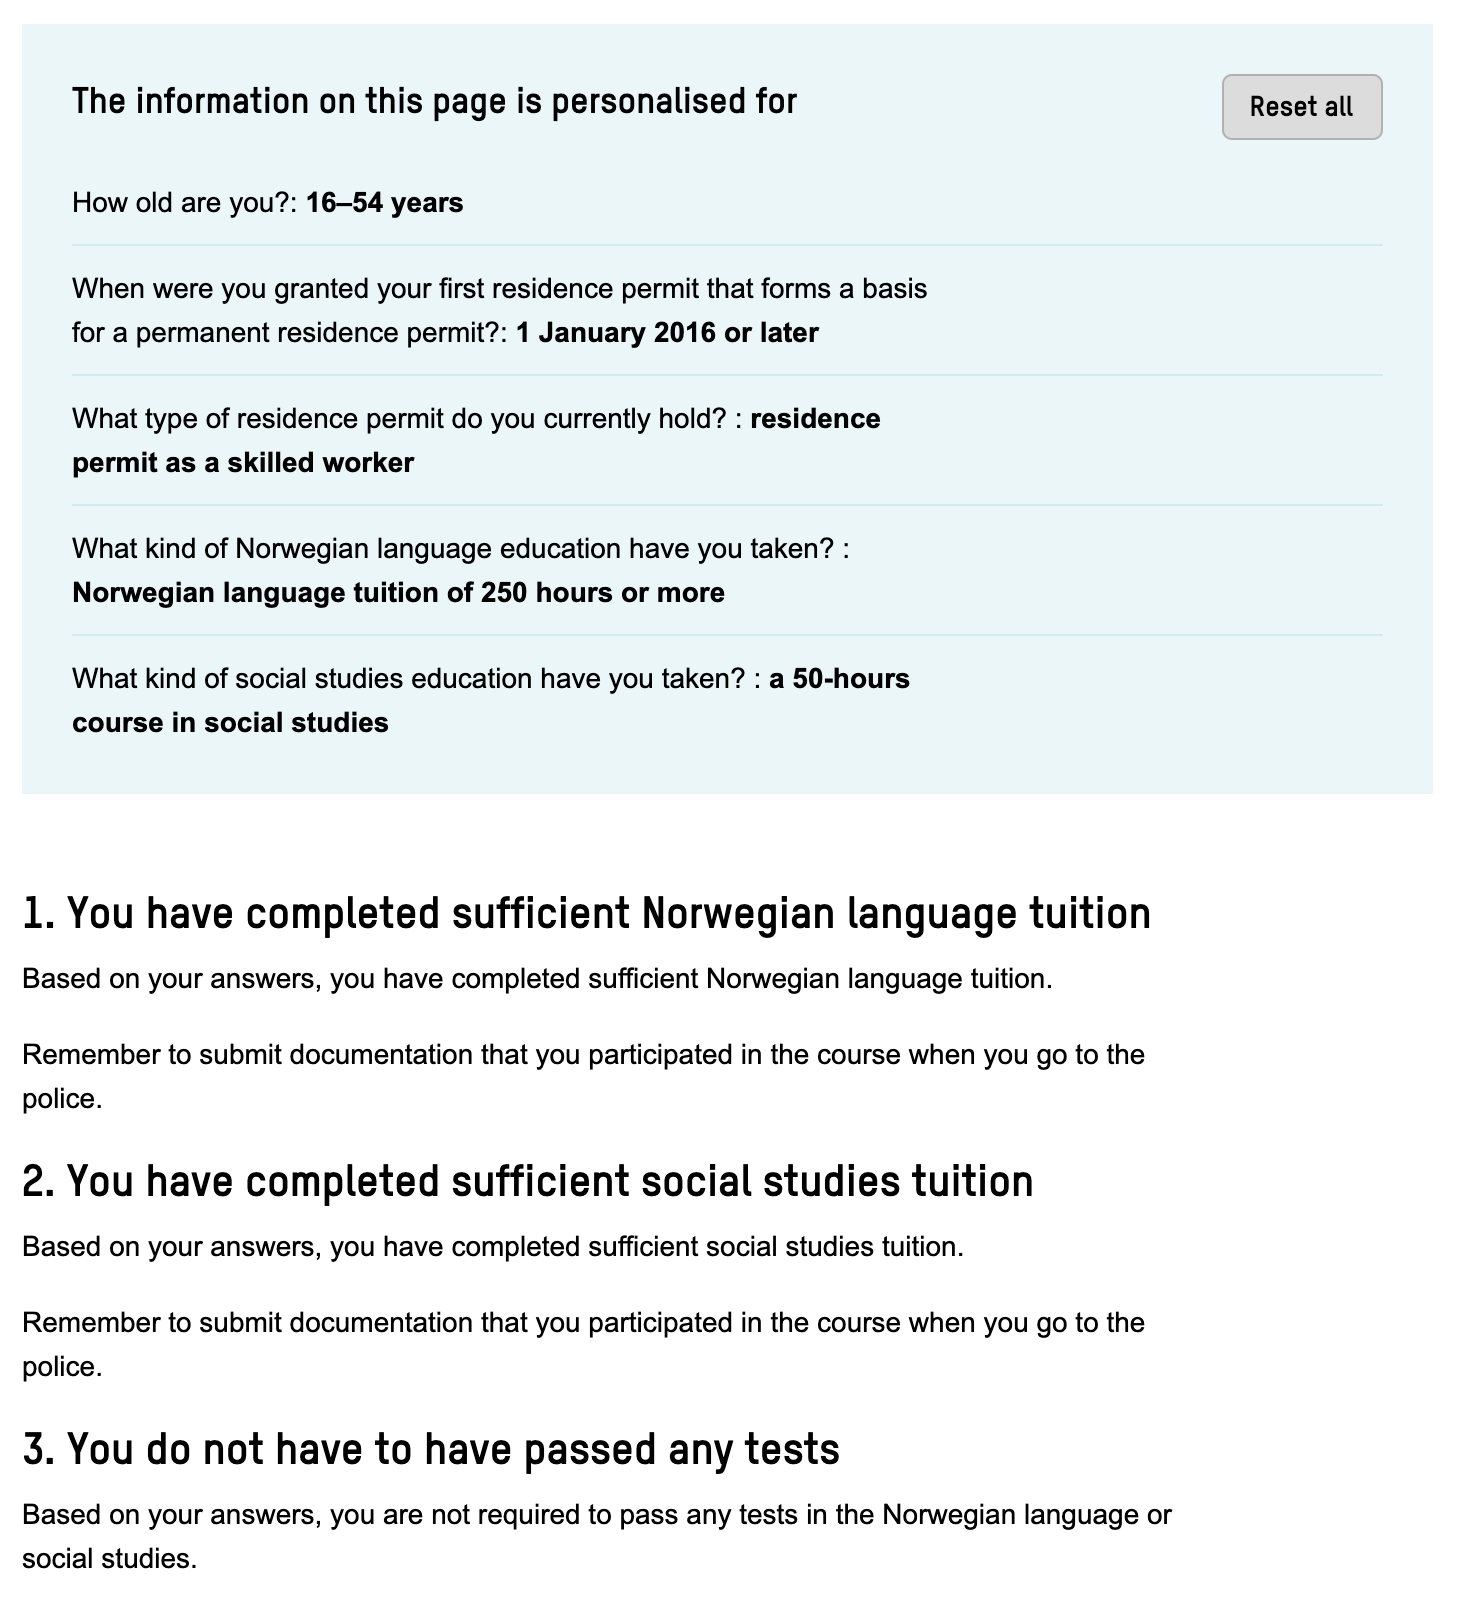 The information on this page is personalised for
Reset all
How old are you?: 16–54 years
When were you granted your first residence permit that forms a basis
for a permanent residence permit?: 1 January 2016 or later
What type of residence permit do you currently hold? : residence
permit as a skilled worker
What kind of Norwegian language education have you taken? :
Norwegian language tuition of 250 hours or more
What kind of social studies education have you taken? : a 50-hours
course in social studies
1. You have completed sufficient Norwegian language tuition
Based on your answers, you have completed sufficient Norwegian language tuition.
Remember to submit documentation that you participated in the course when you go to the
police.
2. You have completed sufficient social studies tuition
Based on your answers, you have completed sufficient social studies tuition.
Remember to submit documentation that you participated in the course when you go to the
police.
3. You do not have to have passed any tests
Based on your answers, you are not required to pass any tests in the Norwegian language or
social studies.